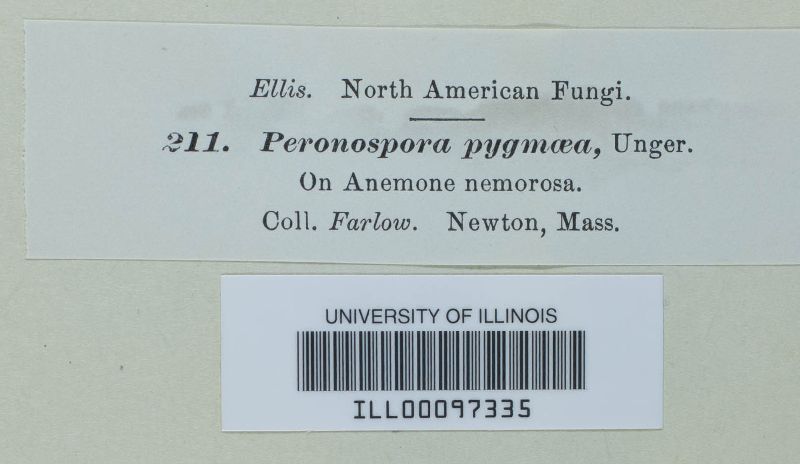 Ellis. North American Fungi.
211. Peronospora pygmæa, Unger.
On Anemone nemorosa.
Coll. Farlow. Newton, Mass.
UNIVERSITY OF ILLINOIS
ILL00097335